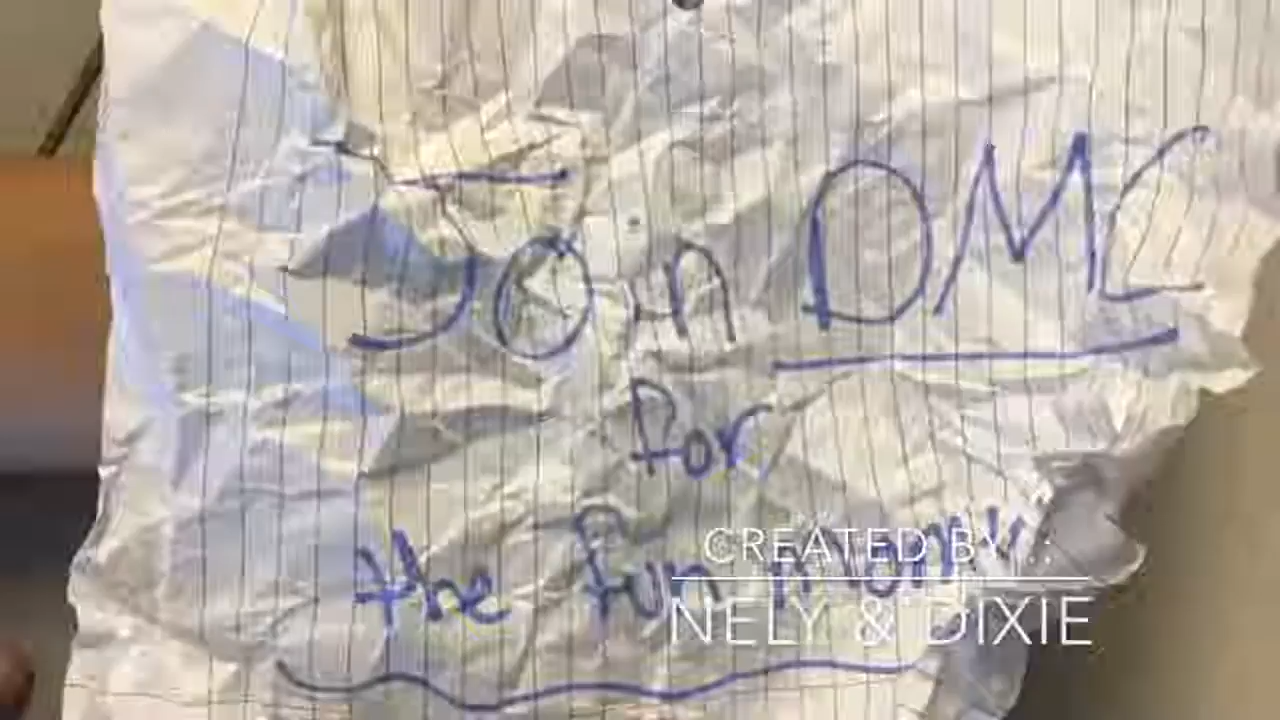 Join DMC
for
the fun
CREATED BY :
NELY & DIXIE